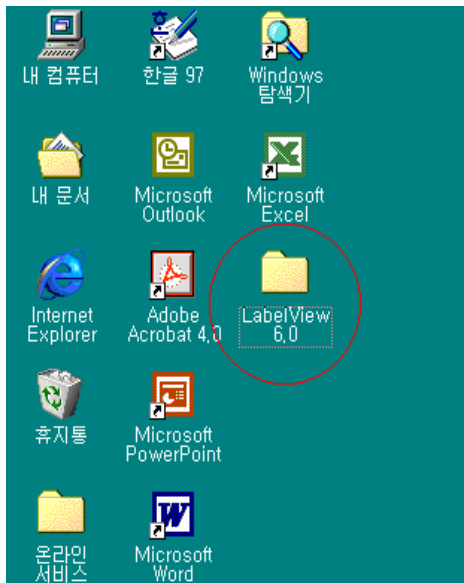 내 컴퓨터
한글 97
Windows
탐색기
내 문서
Microsoft
Outlook
Microsoft
Excel
Internet
Explorer
Adobe
Acrobat 4,0
LabelView
6,0
휴지통
Microsoft
PowerPoint
온라인
서비스
Microsoft
Word